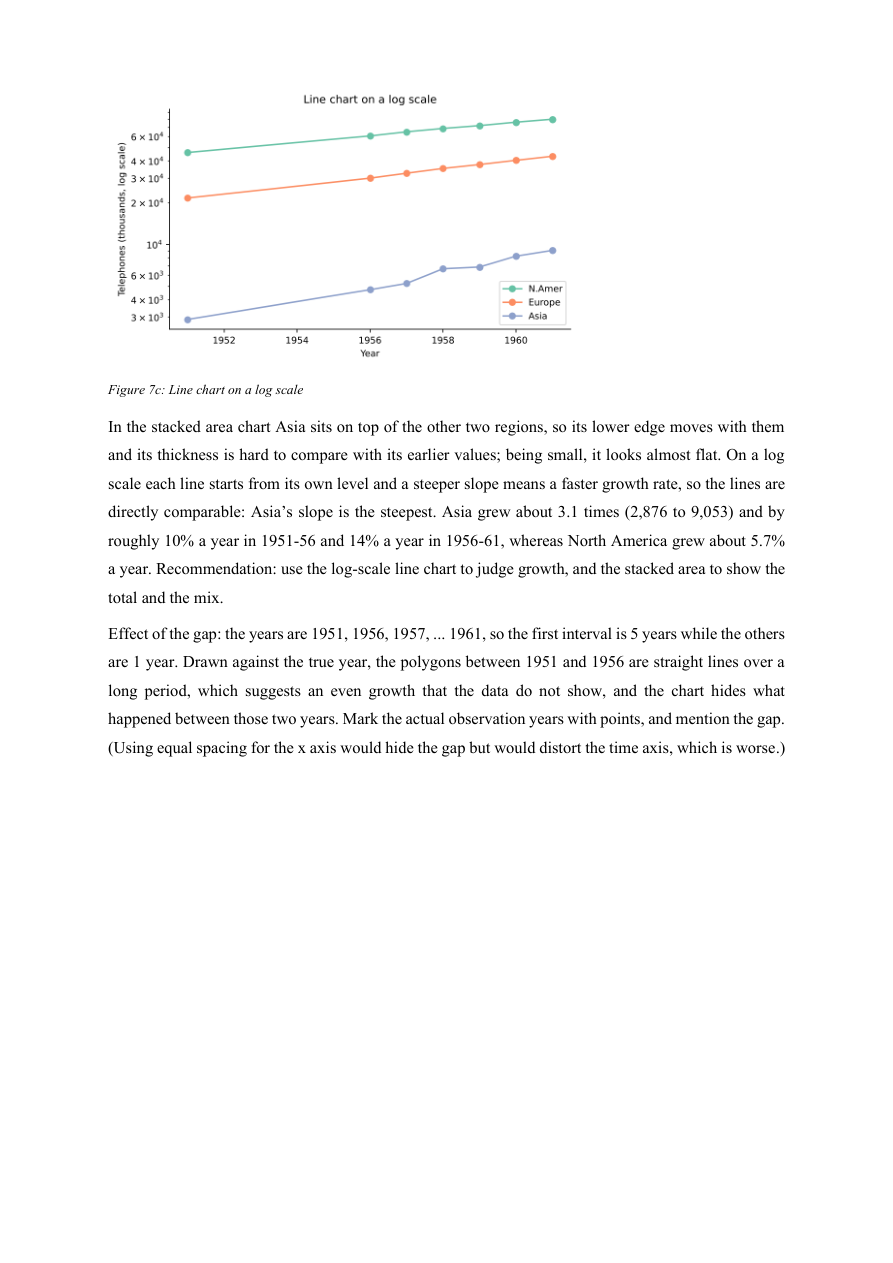 Line chart on a log scale
6 × 10⁴
4 × 10⁴
3 × 10⁴
2 × 10⁴
10⁴
6 × 10³
4 × 10³
3 × 10³
Telephones (thousands, log scale)
N.Amer
Europe
Asia
1952 1954 1956 1958 1960
Year
Figure 7c: Line chart on a log scale
In the stacked area chart Asia sits on top of the other two regions, so its lower edge moves with them
and its thickness is hard to compare with its earlier values; being small, it looks almost flat. On a log
scale each line starts from its own level and a steeper slope means a faster growth rate, so the lines are
directly comparable: Asia’s slope is the steepest. Asia grew about 3.1 times (2,876 to 9,053) and by
roughly 10% a year in 1951-56 and 14% a year in 1956-61, whereas North America grew about 5.7%
a year. Recommendation: use the log-scale line chart to judge growth, and the stacked area to show the
total and the mix.
Effect of the gap: the years are 1951, 1956, 1957, ... 1961, so the first interval is 5 years while the others
are 1 year. Drawn against the true year, the polygons between 1951 and 1956 are straight lines over a
long period, which suggests an even growth that the data do not show, and the chart hides what
happened between those two years. Mark the actual observation years with points, and mention the gap.
(Using equal spacing for the x axis would hide the gap but would distort the time axis, which is worse.)